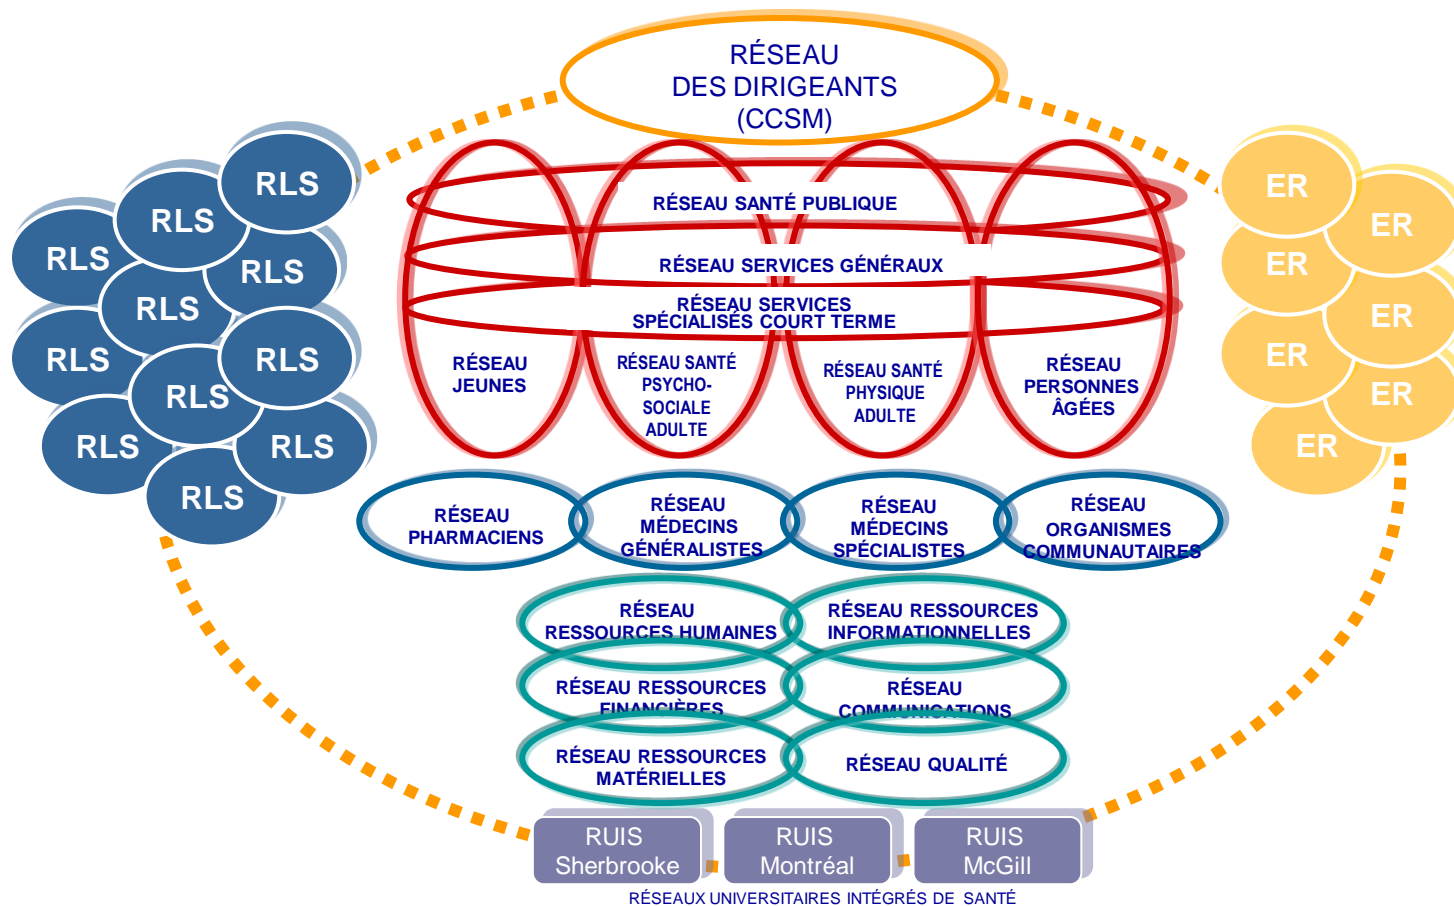 RÉSEAU
DES DIRIGEANTS
(CCSM)
RLS
RLS
RLS
RLS
RLS
RLS
RLS
RLS
RLS
RLS
RLS
RÉSEAU SANTÉ PUBLIQUE
RÉSEAU SERVICES GÉNÉRAUX
RÉSEAU SERVICES
SPÉCIALISÉS COURT TERME
RÉSEAU
JEUNES
RÉSEAU SANTÉ
PSYCHO-
SOCIALE
ADULTE
RÉSEAU SANTÉ
PHYSIQUE
ADULTE
RÉSEAU
PERSONNES
ÂGÉES
ER
ER
ER
ER
ER
ER
ER
RÉSEAU
PHARMACIENS
RÉSEAU
MÉDECINS
GÉNÉRALISTES
RÉSEAU
MÉDECINS
SPÉCIALISTES
RÉSEAU
ORGANISMES
COMMUNAUTAIRES
RÉSEAU
RESSOURCES HUMAINES
RÉSEAU RESSOURCES
INFORMATIONNELLES
RÉSEAU RESSOURCES
FINANCIÈRES
RÉSEAU
COMMUNICATIONS
RÉSEAU RESSOURCES
MATÉRIELLES
RÉSEAU QUALITÉ
RUIS
Sherbrooke
RUIS
Montréal
RUIS
McGill
RÉSEAUX UNIVERSITAIRES INTÉGRÉS DE SANTÉ